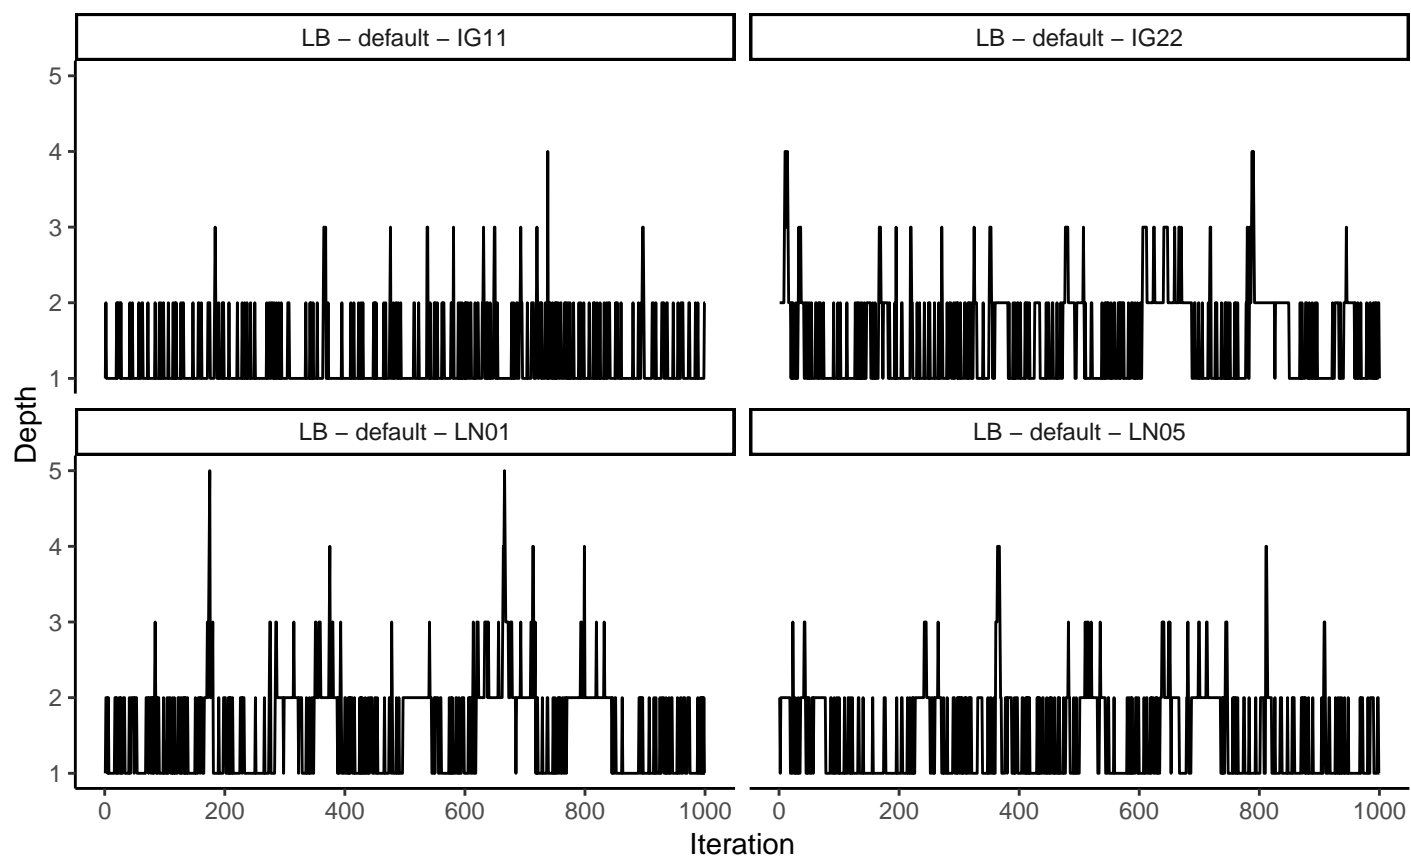 LB – default – IG11
LB – default – IG22
5
4
3
2
1
LB – default – LN01
LB – default – LN05
5
4
3
2
1
Depth
0 200 400 600 800 1000
0 200 400 600 800 1000
Iteration